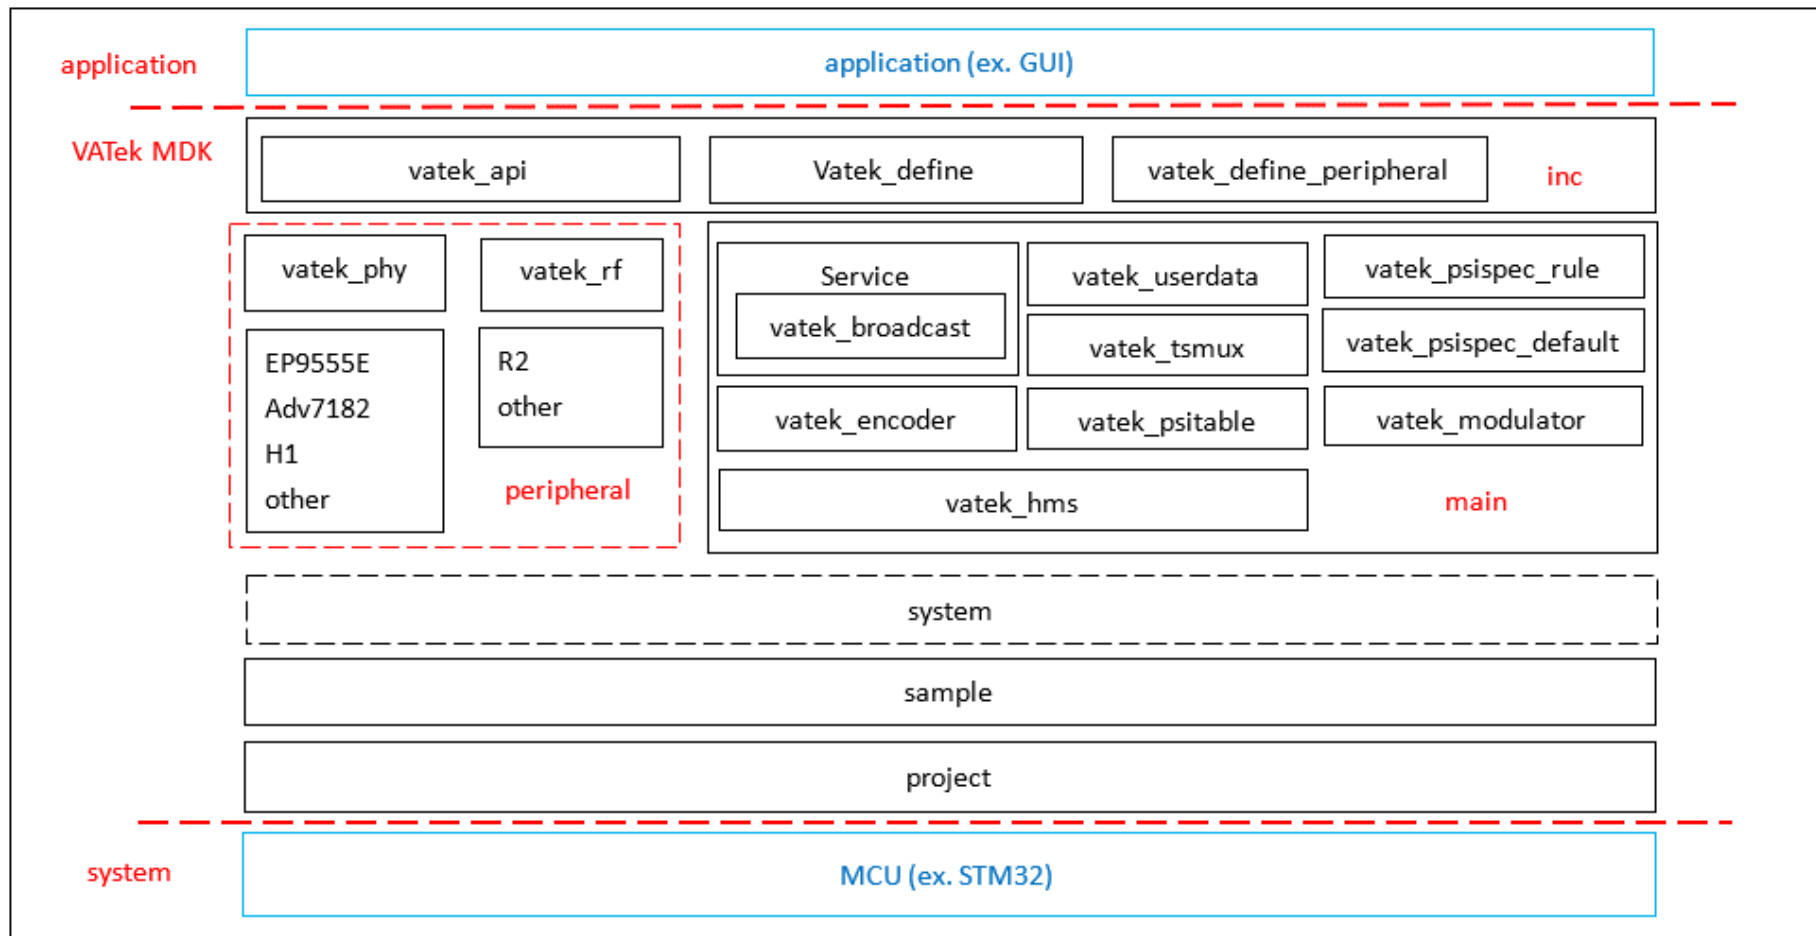 application
application (ex. GUI)
VATek MDK
vatek_api
Vatek_define
vatek_define_peripheral
inc
vatek_phy
vatek_rf
EP9555E
Adv7182
H1
other
R2
other
peripheral
Service
vatek_broadcast
vatek_userdata
vatek_psispec_rule
vatek_tsmux
vatek_psispec_default
vatek_encoder
vatek_psitable
vatek_modulator
vatek_hms
main
system
sample
project
system
MCU (ex. STM32)